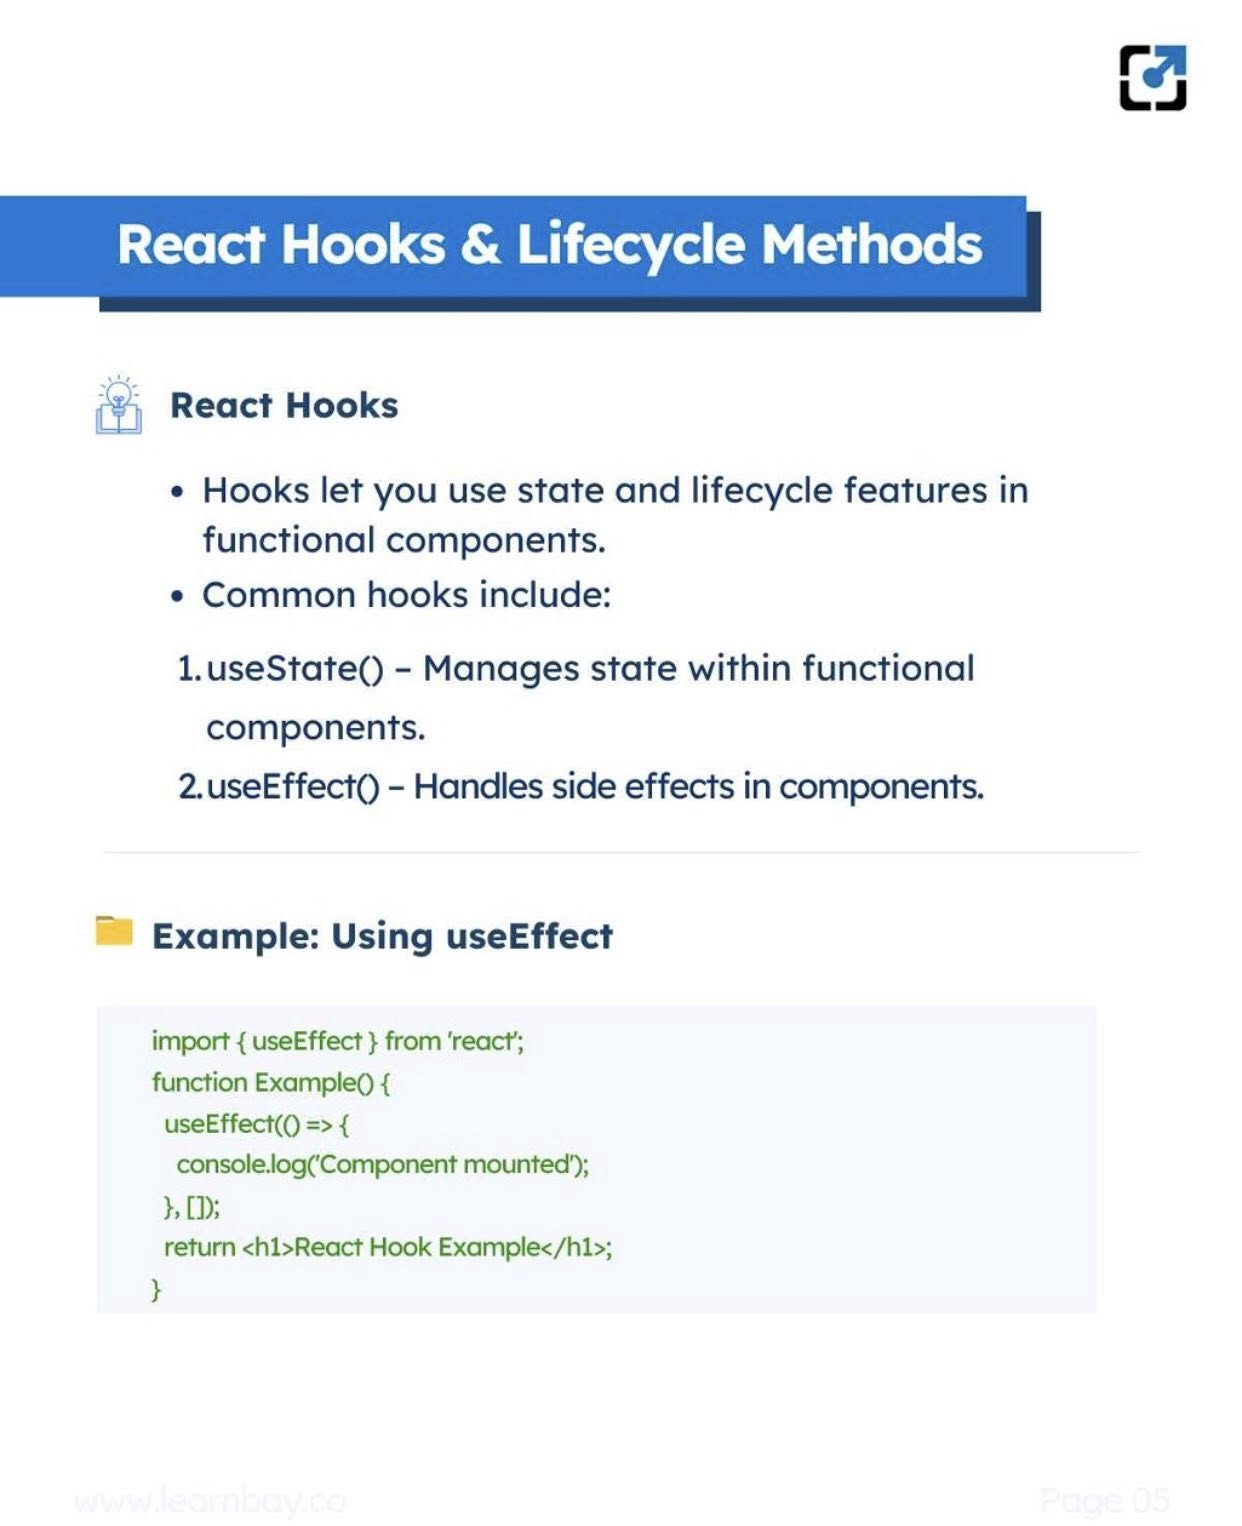 React Hooks & Lifecycle Methods
React Hooks
• Hooks let you use state and lifecycle features in
functional components.
• Common hooks include:
1. useState() – Manages state within functional
components.
2. useEffect() – Handles side effects in components.
Example: Using useEffect
import { useEffect } from 'react';
function Example() {
  useEffect(() => {
    console.log('Component mounted');
  }, []);
  return <h1>React Hook Example</h1>;
}
www.learnbay.co
Page 05